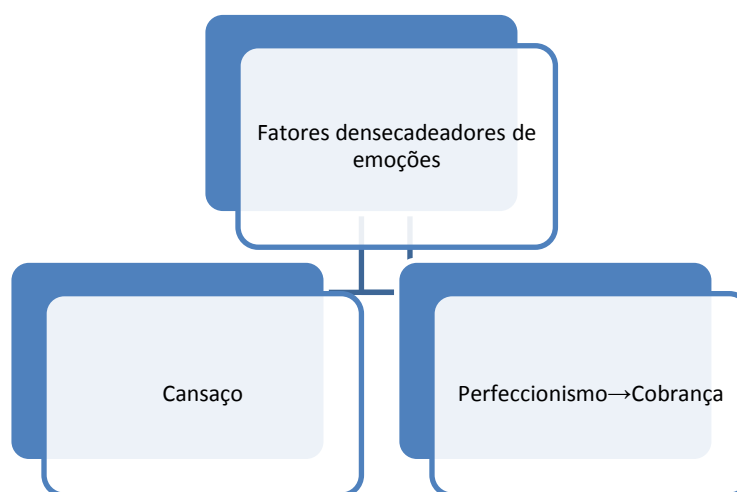 Fatores densecadeadores de
emoções
Cansaço
Perfeccionismo→Cobrança